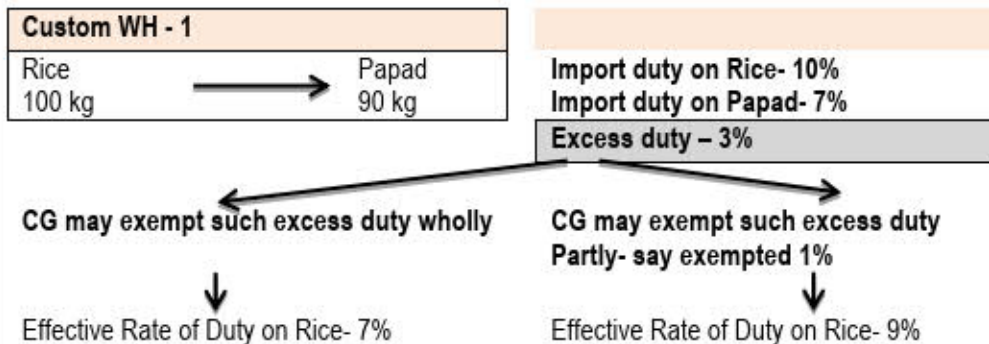 Custom WH - 1
Rice Papad
100 kg 90 kg
Import duty on Rice- 10%
Import duty on Papad- 7%
Excess duty – 3%
CG may exempt such excess duty wholly
Effective Rate of Duty on Rice- 7%
CG may exempt such excess duty
Partly- say exempted 1%
Effective Rate of Duty on Rice- 9%